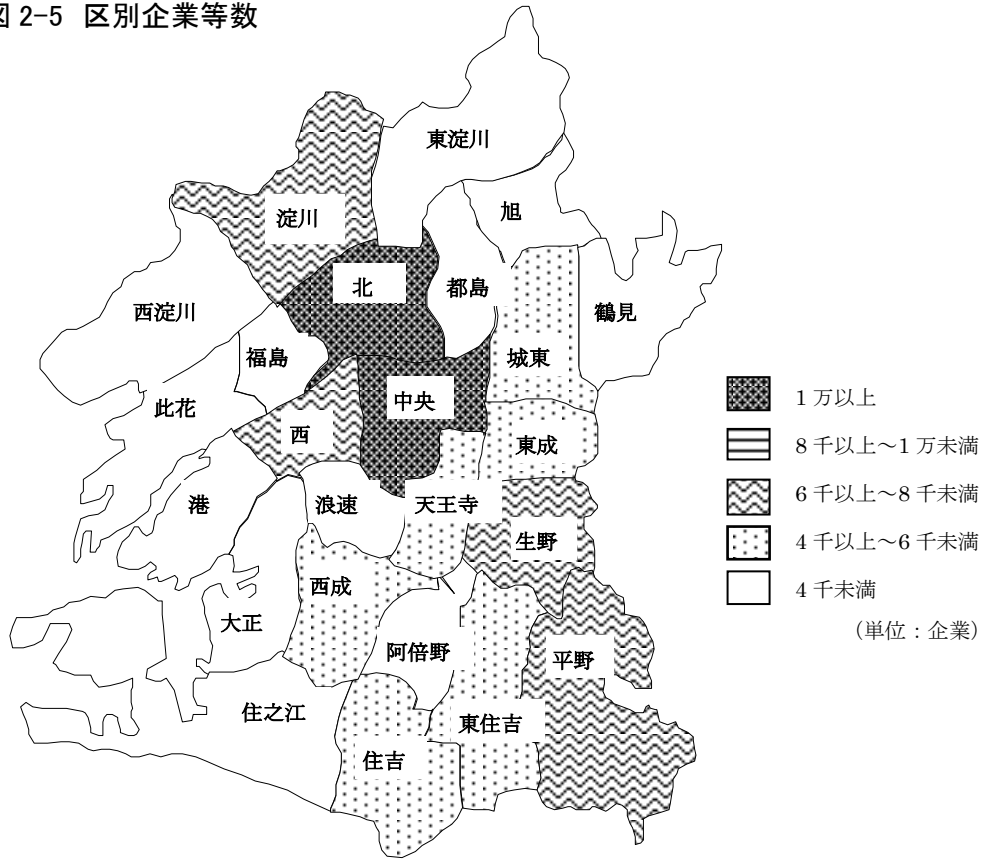 図 2-5 区別企業等数
東淀川
旭
淀川
北
都島
鶴見
西淀川
福島
城東
此花
中央
西
東成
港
浪速
天王寺
生野
西成
大正
阿倍野
平野
住之江
東住吉
住吉
1万以上
8千以上～1万未満
6千以上～8千未満
4千以上～6千未満
4千未満
（単位：企業）